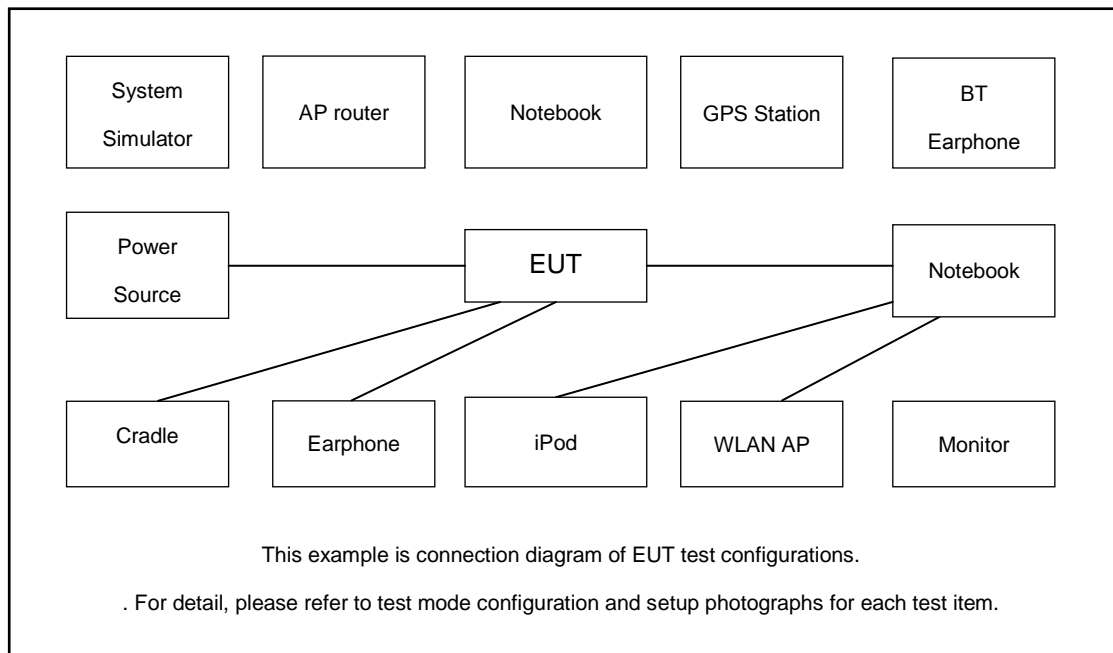 System
Simulator
AP router
Notebook
GPS Station
BT
Earphone
Power
Source
EUT
Notebook
Cradle
Earphone
iPod
WLAN AP
Monitor
This example is connection diagram of EUT test configurations.
. For detail, please refer to test mode configuration and setup photographs for each test item.